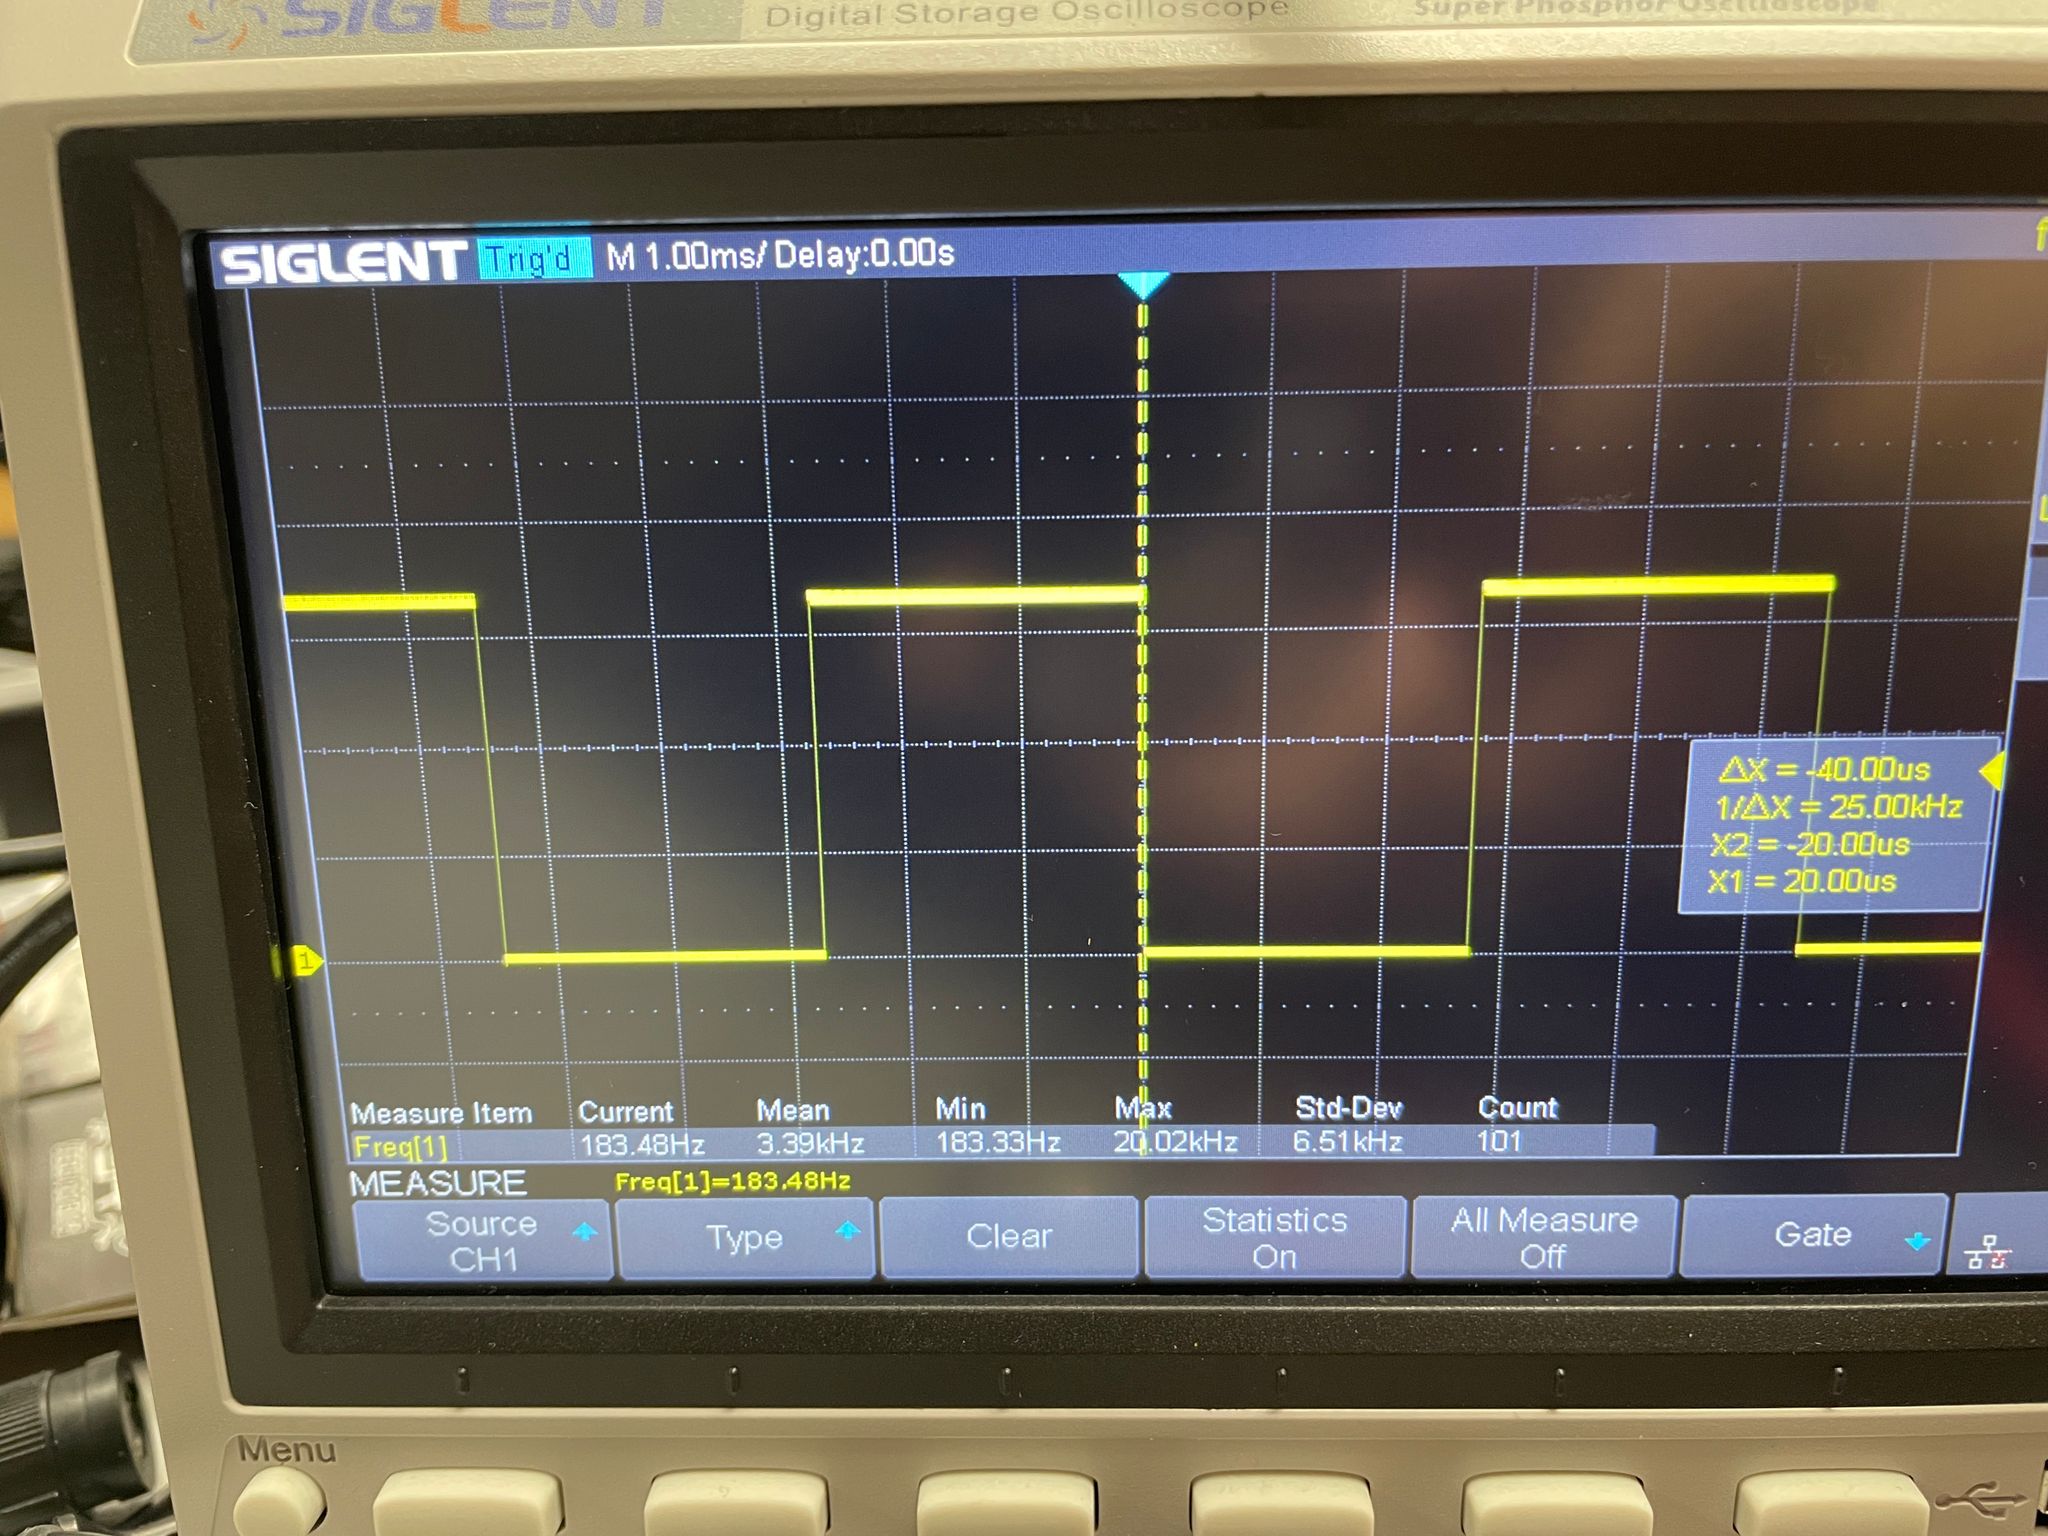 SIGLENT Digital Storage Oscilloscope Super Phosphor Oscilloscope
SIGLENT Trig'd M 1.00ms/ Delay:0.00s
ΔX = -40.00us
1/ΔX = 25.00kHz
X2 = -20.00us
X1 = 20.00us
1
Measure Item Current Mean Min Max Std-Dev Count
Freq[1] 183.48Hz 3.39kHz 183.33Hz 20.02kHz 6.51kHz 101
MEASURE Freq[1]=183.48Hz
Source CH1
Type
Clear
Statistics On
All Measure Off
Gate
Menu